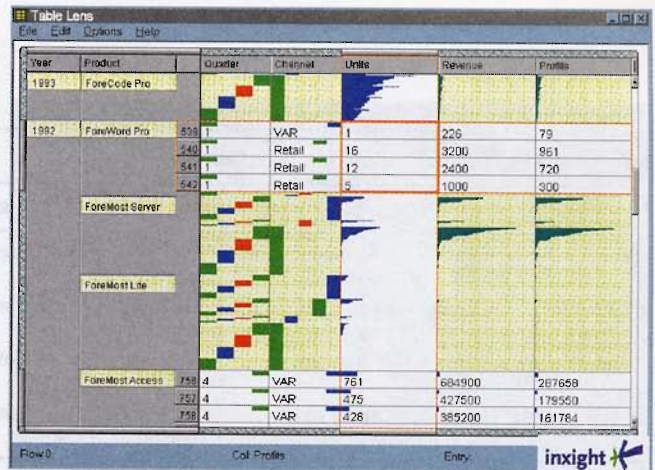 Table Lens
File Edit Options Help
Year Product Quarter Channel Units Revenue Profits
1993 ForeCode Pro
1992 ForeWord Pro 539 1 VAR 1 226 79
540 1 Retail 16 3200 961
541 1 Retail 12 2400 720
542 1 Retail 5 1000 300
ForeMost Server
ForeMost Lite
ForeMost Access 4 VAR 761 684900 287658
757 4 VAR 475 427500 179550
758 4 VAR 428 385200 161784
Row 0: Col: Profits Entry:
inxight